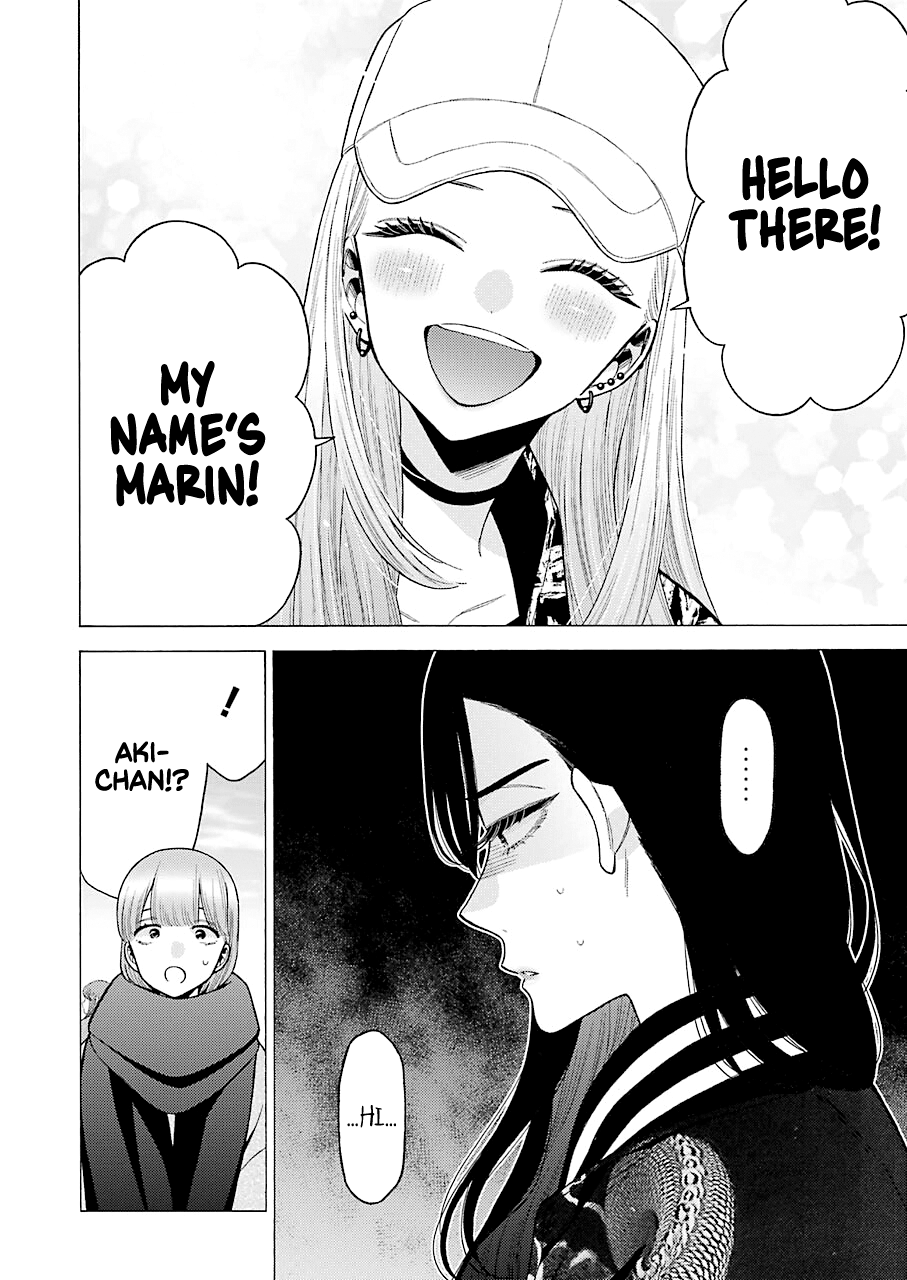 HELLO
THERE!
MY
NAME'S
MARIN!
.......
...HI...
!
AKI-
CHAN!?